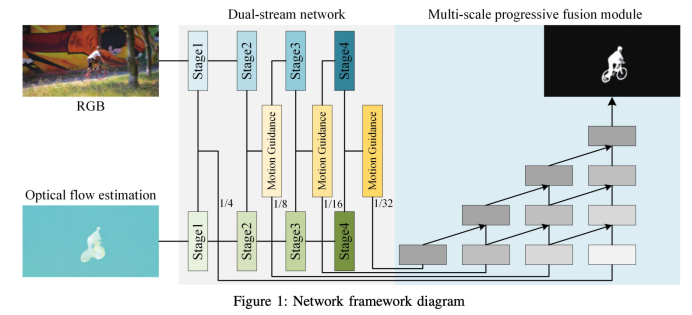 Dual-stream network
Multi-scale progressive fusion module
RGB
Stage1
Stage2
Stage3
Stage4
Motion Guidance
Motion Guidance
Motion Guidance
Optical flow estimation
1/4
1/8
1/16
1/32
Stage1
Stage2
Stage3
Stage4
Figure 1: Network framework diagram